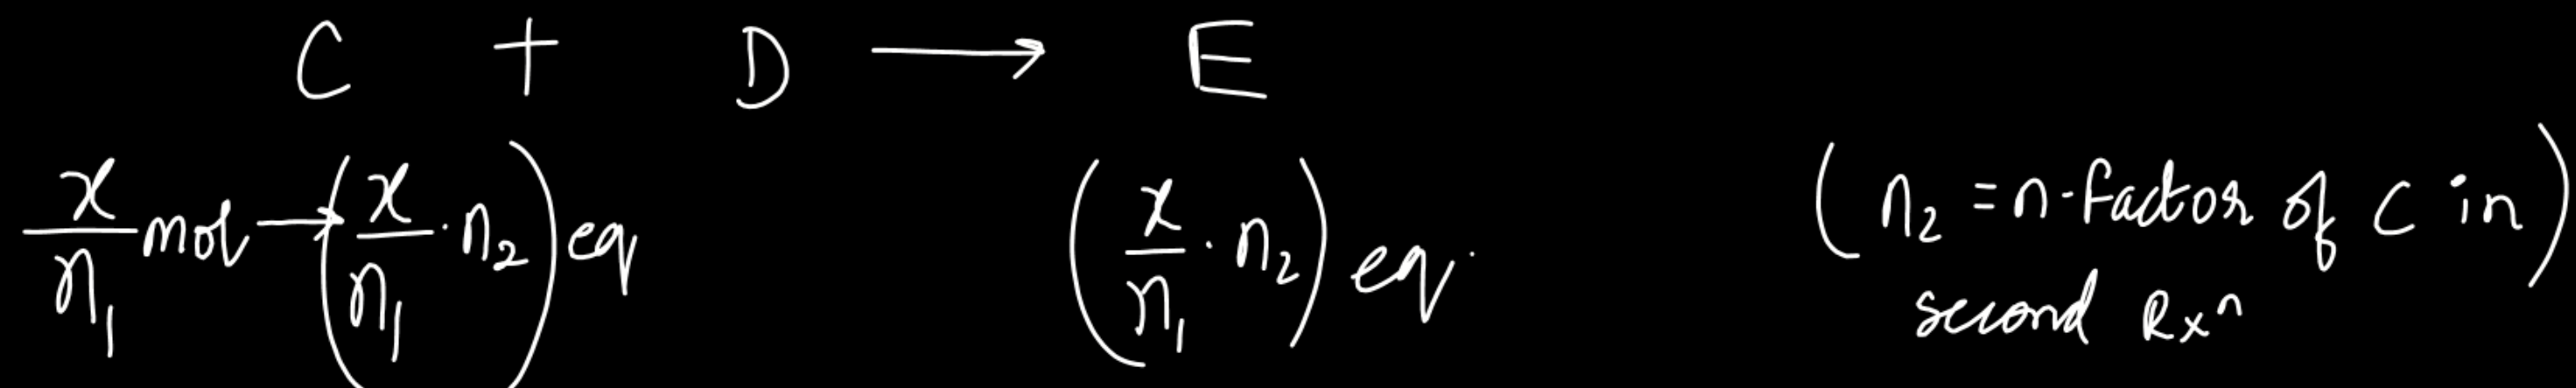 C + D → E
x/n₁ mol → (x/n₁ · n₂) eq (x/n₁ · n₂) eq. (n₂ = n-factor of C in
second Rxⁿ)